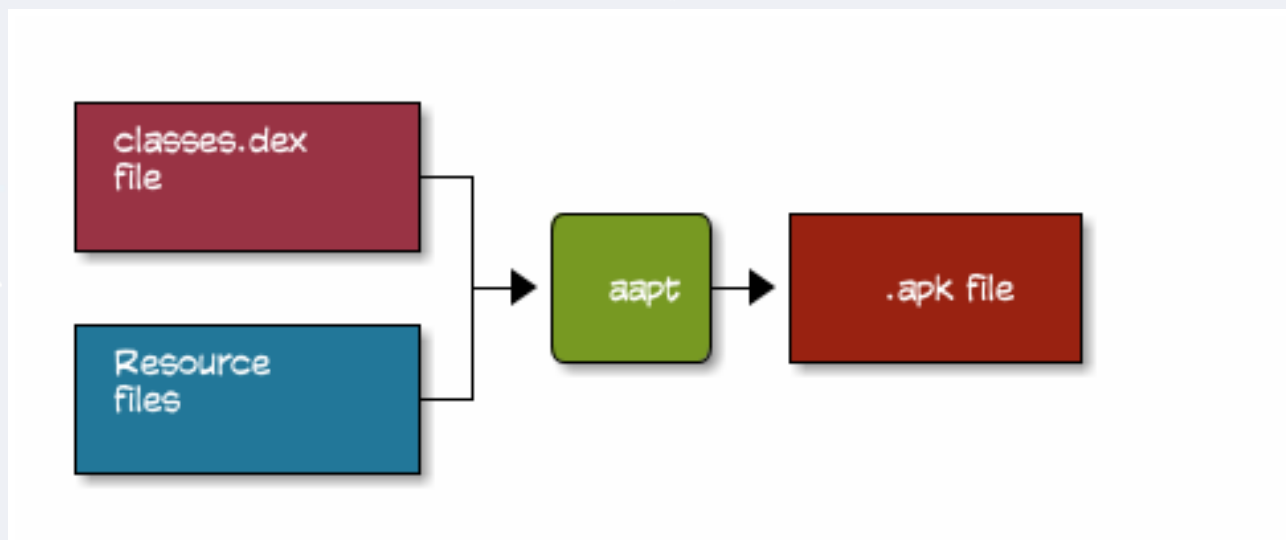 classes.dex
file
Resource
files
aapt
.apk file